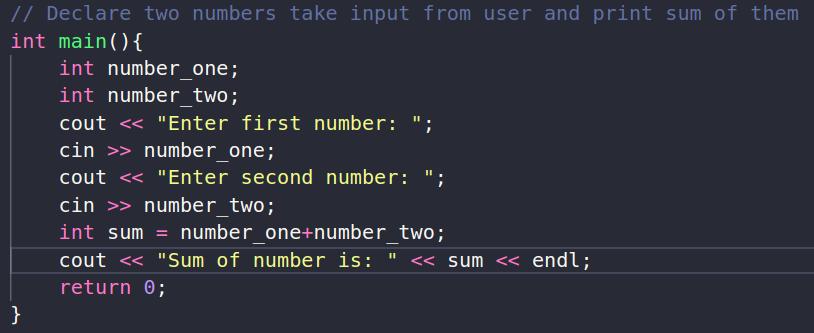 // Declare two numbers take input from user and print sum of them
int main(){
    int number_one;
    int number_two;
    cout << "Enter first number: ";
    cin >> number_one;
    cout << "Enter second number: ";
    cin >> number_two;
    int sum = number_one+number_two;
    cout << "Sum of number is: " << sum << endl;
    return 0;
}